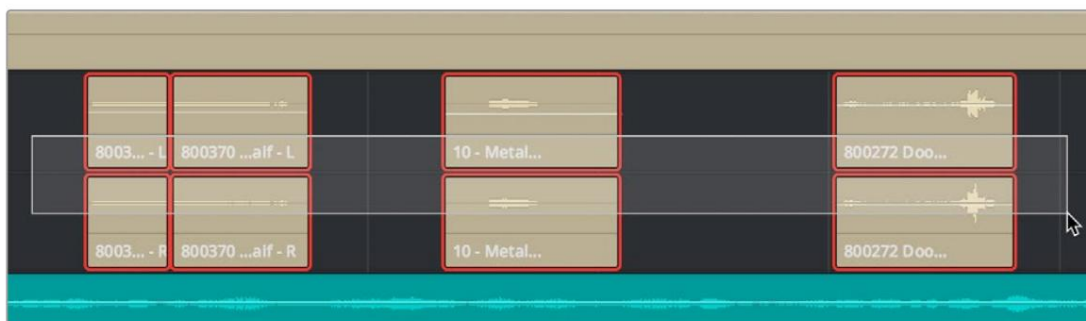 8003... - L
800370 ...alf - L
10 - Metal...
800272 Doo...
8003... - R
800370 ...alf - R
10 - Metal...
800272 Doo...